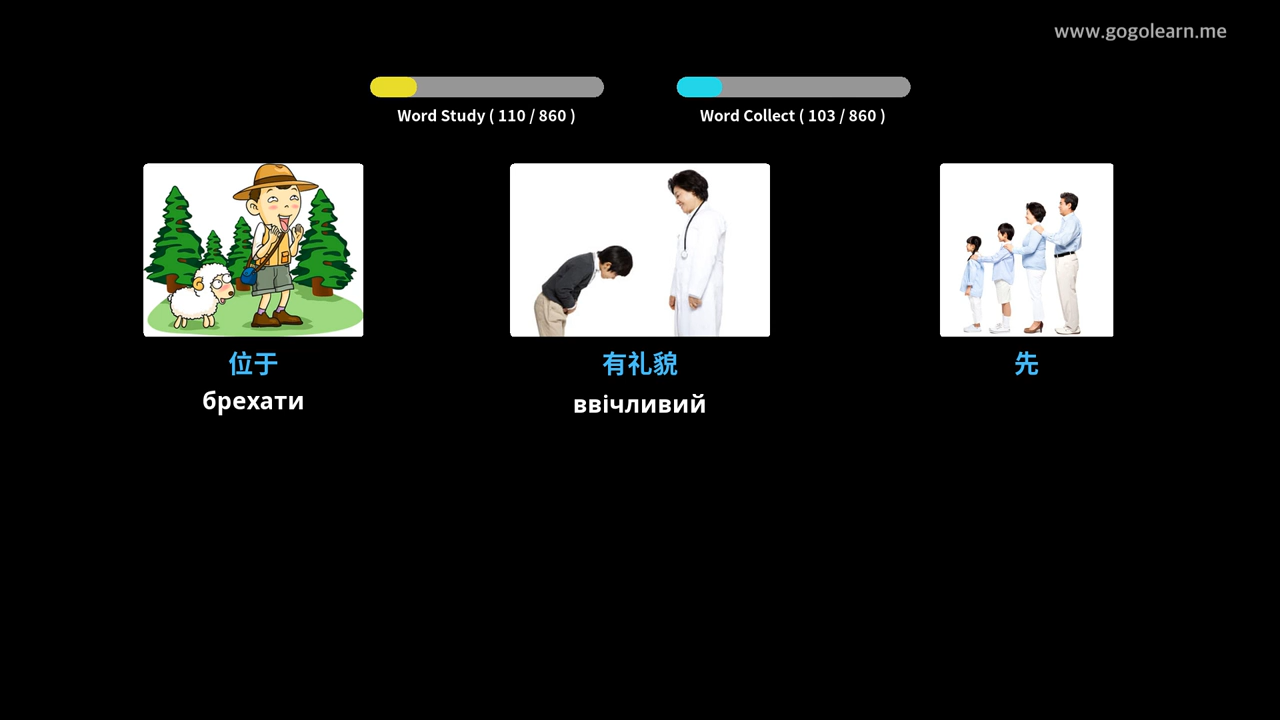 www.gogolearn.me
Word Study ( 110 / 860 )
Word Collect ( 103 / 860 )
位于
брехати
有礼貌
ввічливий
先